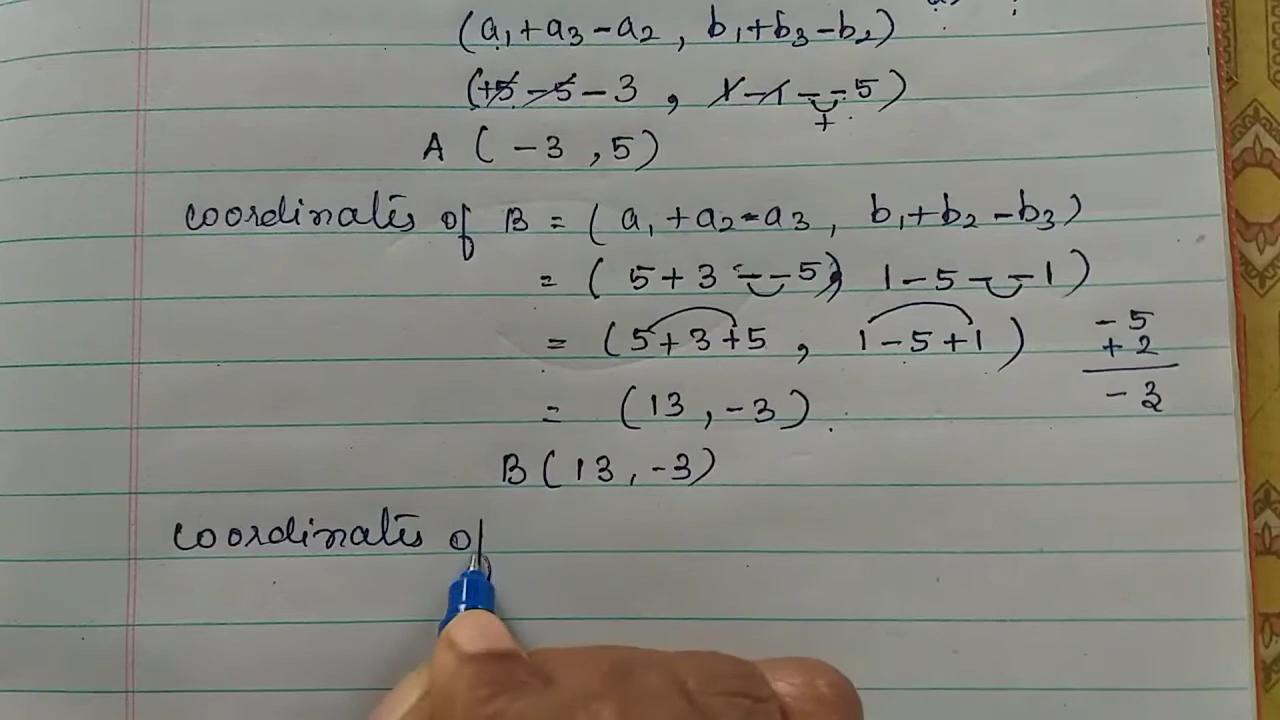 (a₁+a₃-a₂, b₁+b₃-b₂)
(+5-5-3, 1-1--5)
+
A (-3,5)
coordinates of B = (a₁+a₂-a₃, b₁+b₂-b₃)
= (5+3--5, 1-5--1)
= (5+3+5, 1-5+1)
-5
+2
-3
= (13,-3).
B(13,-3)
coordinates of